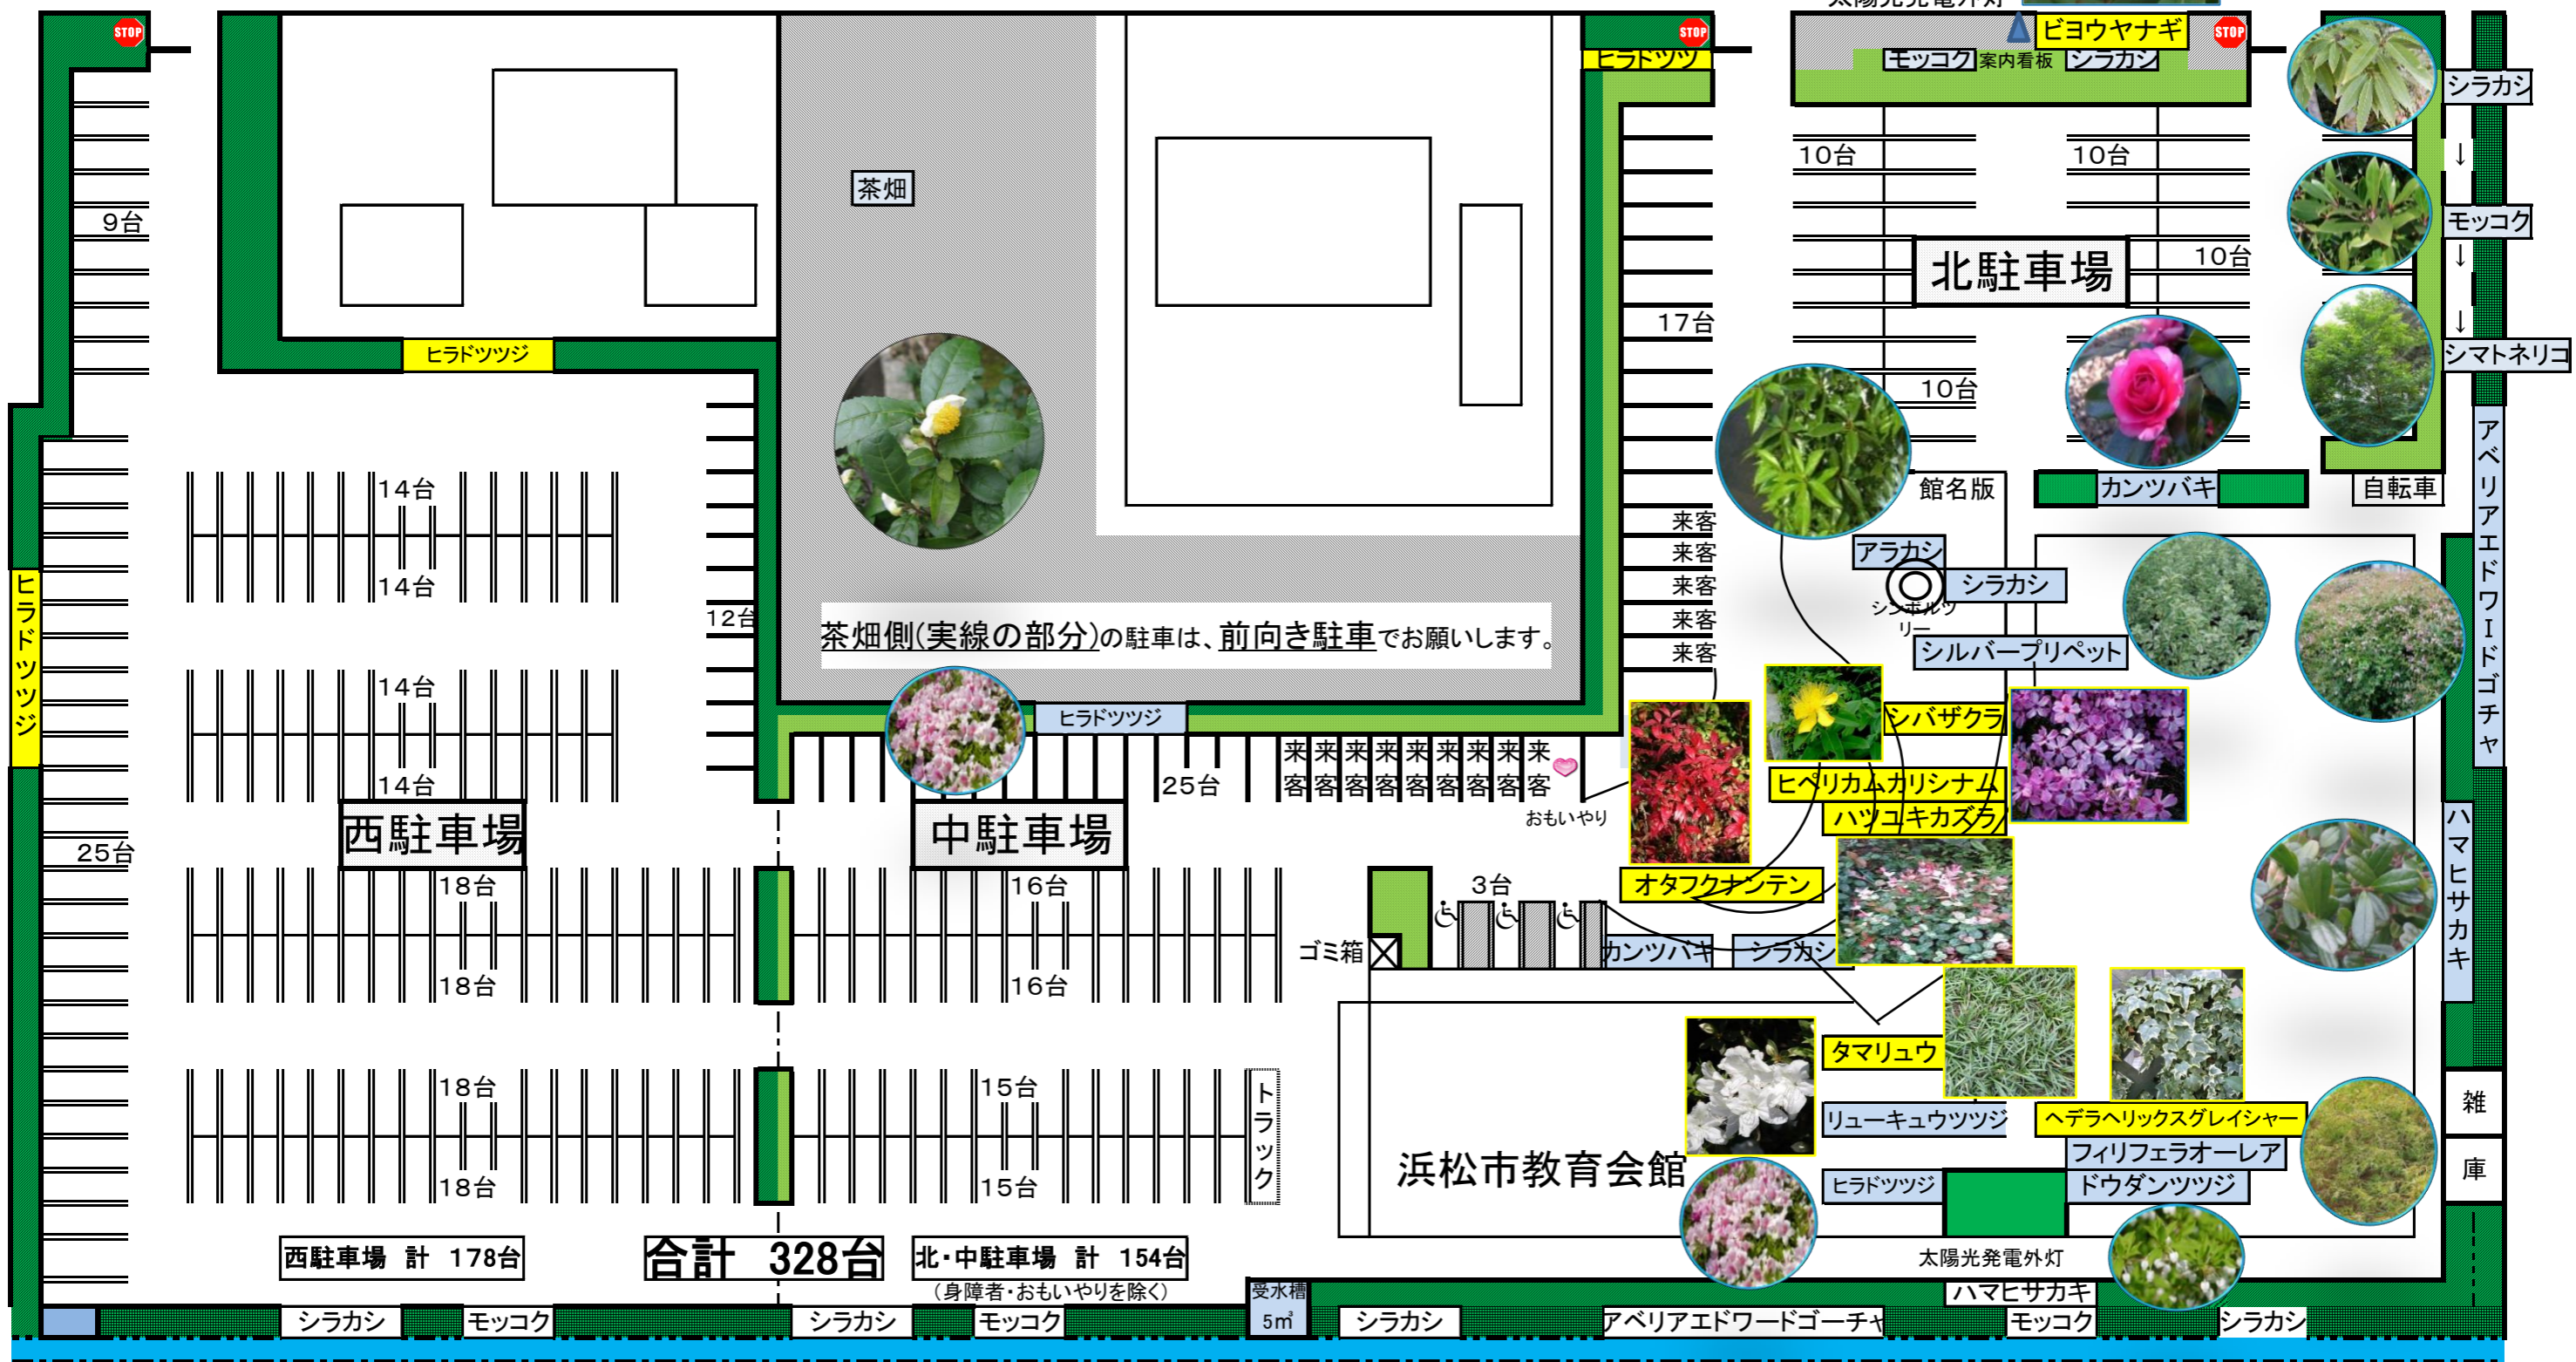 太陽光発電外灯
STOP
STOP
ビヨウヤナギ
STOP
ヒラドツツ
モッコク
案内看板
シラカシ
シラカシ
↓
10台
10台
茶畑
9台
モッコク
↓
北駐車場
10台
17台
↓
ヒラドツツジ
シマトネリコ
10台
14台
館名版
カンツバキ
自転車
アベリアエドワードゴチャ
来客
来客
来客
来客
来客
アラカシ
シラカシ
シンボルツ
リー
14台
ヒラドツツジ
12台
茶畑側(実線の部分)の駐車は、前向き駐車でお願いします。
シルバープリペット
14台
ヒラドツツジ
シバザクラ
14台
25台
来客
来客
来客
来客
来客
来客
来客
来客
来客
おもいやり
ヒペリカムカリシナム
ハツユキカズラ
西駐車場
中駐車場
25台
ハマヒサカキ
18台
16台
3台
オタフクナンテン
ゴミ箱
カンツバキ
シラカシ
18台
16台
タマリュウ
18台
15台
トラック
雑
リューキュウツツジ
ヘデラヘリックスグレイシャー
浜松市教育会館
フィリフェラオーレア
庫
18台
15台
ヒラドツツジ
ドウダンツツジ
西駐車場 計 178台
合計 328台
北・中駐車場 計 154台
(身障者・おもいやりを除く)
太陽光発電外灯
受水槽
5㎥
ハマヒサカキ
シラカシ
モッコク
シラカシ
モッコク
シラカシ
アベリアエドワードゴーチャ
モッコク
シラカシ